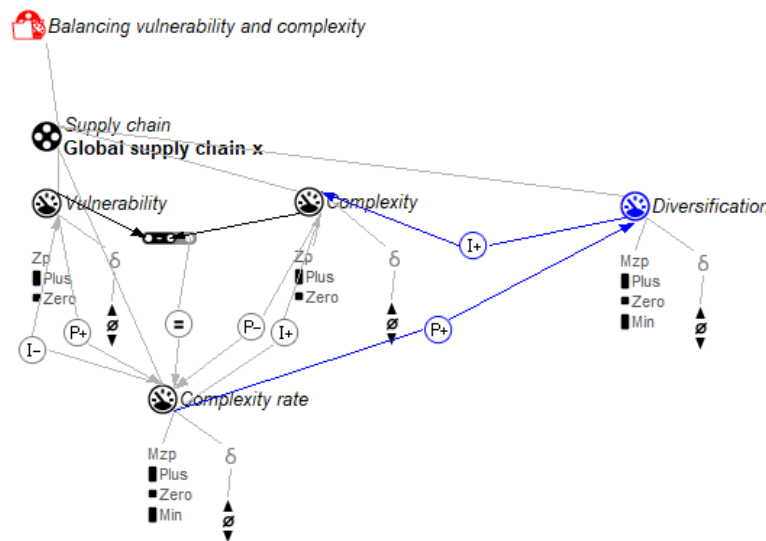 Balancing vulnerability and complexity
Supply chain
Global supply chain x
Vulnerability
Complexity
Diversification
I+
Zp
Plus
Zero
δ
Zp
Plus
Zero
δ
Mzp
Plus
Zero
Min
δ
I-
P+
=
P-
I+
P+
Complexity rate
Mzp
Plus
Zero
Min
δ